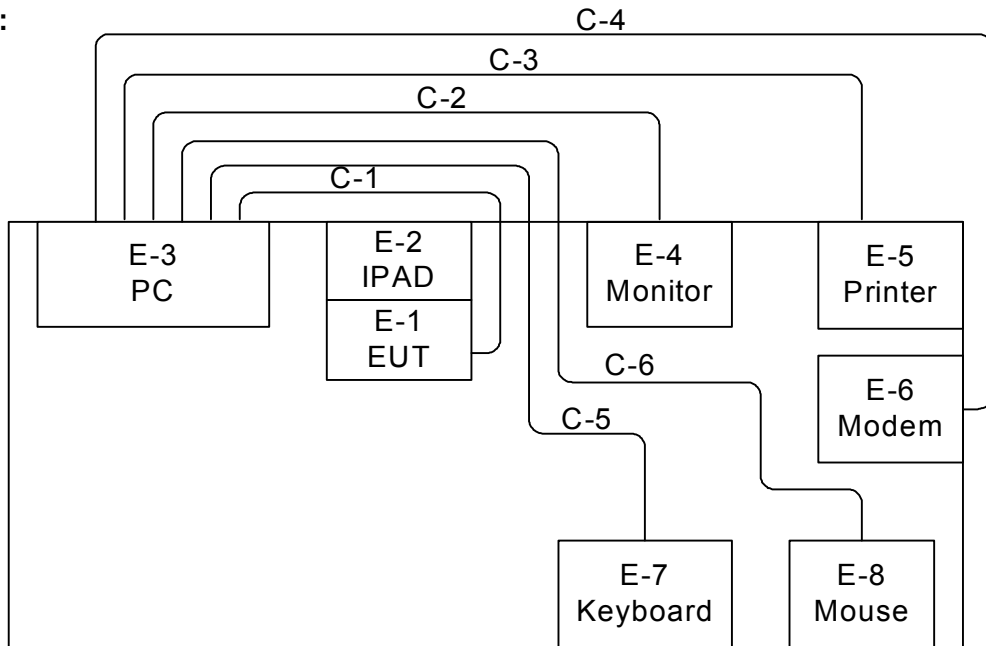 :
C-4
C-3
C-2
C-1
E-3
PC
E-2
IPAD
E-1
EUT
E-4
Monitor
E-5
Printer
C-6
E-6
Modem
C-5
E-7
Keyboard
E-8
Mouse